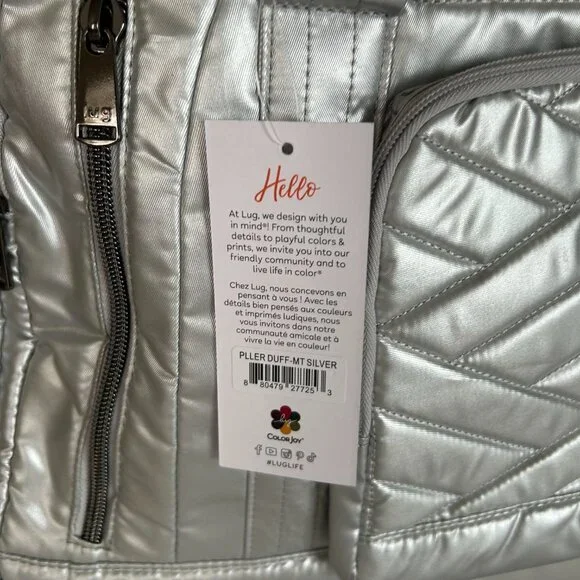 lug
Hello
At Lug, we design with you
in mind®! From thoughtful
details to playful colors &
prints, we invite you into our
friendly community and to
live life in color®
Chez Lug, nous concevons en
pensant à vous ! Avec les
détails bien pensés aux couleurs
et imprimés ludiques, nous
vous invitons dans notre
communauté amicale et à
vivre la vie en couleur!
PLLER DUFF-MT SILVER
8 80479 27725 3
lug
COLORJOY®
#LUGLIFE